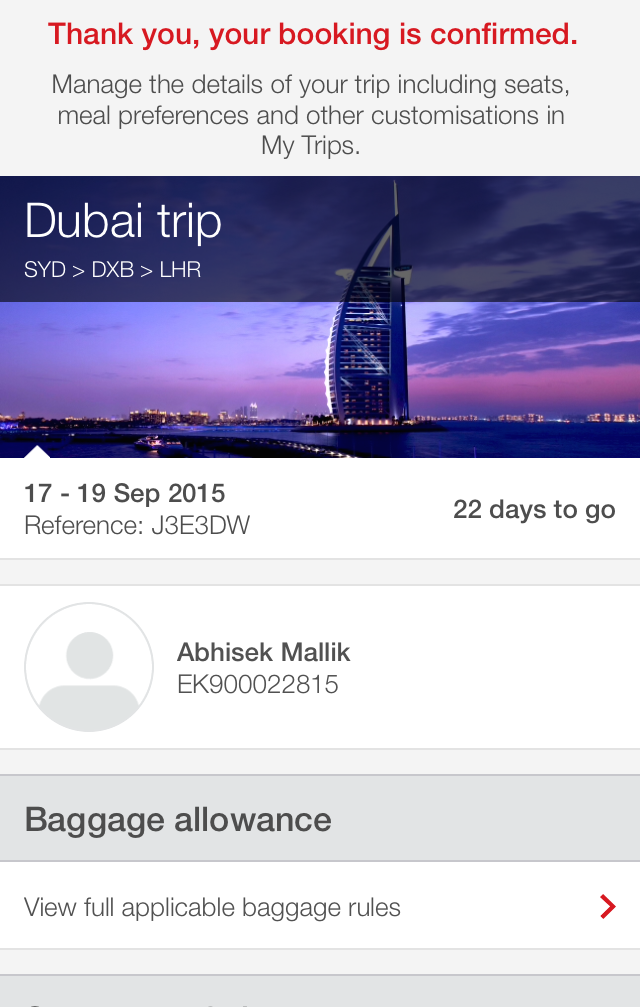 Thank you, your booking is confirmed.
Manage the details of your trip including seats,
meal preferences and other customisations in
My Trips.
Dubai trip
SYD > DXB > LHR
17 - 19 Sep 2015
22 days to go
Reference: J3E3DW
Abhisek Mallik
EK900022815
Baggage allowance
View full applicable baggage rules